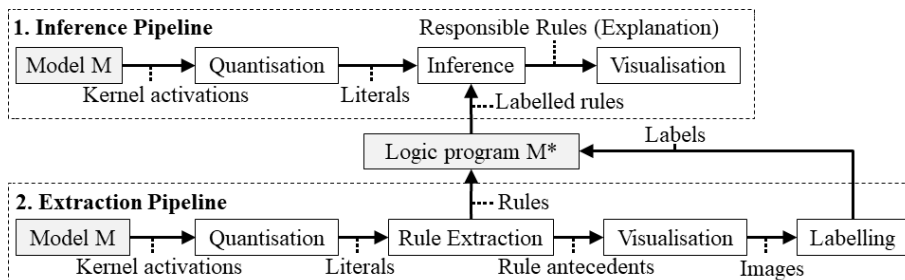 1. Inference Pipeline
Responsible Rules (Explanation)
Model M
Quantisation
Inference
Visualisation
Kernel activations
Literals
Labelled rules
Labels
Logic program M*
2. Extraction Pipeline
Rules
Model M
Quantisation
Rule Extraction
Visualisation
Labelling
Kernel activations
Literals
Rule antecedents
Images